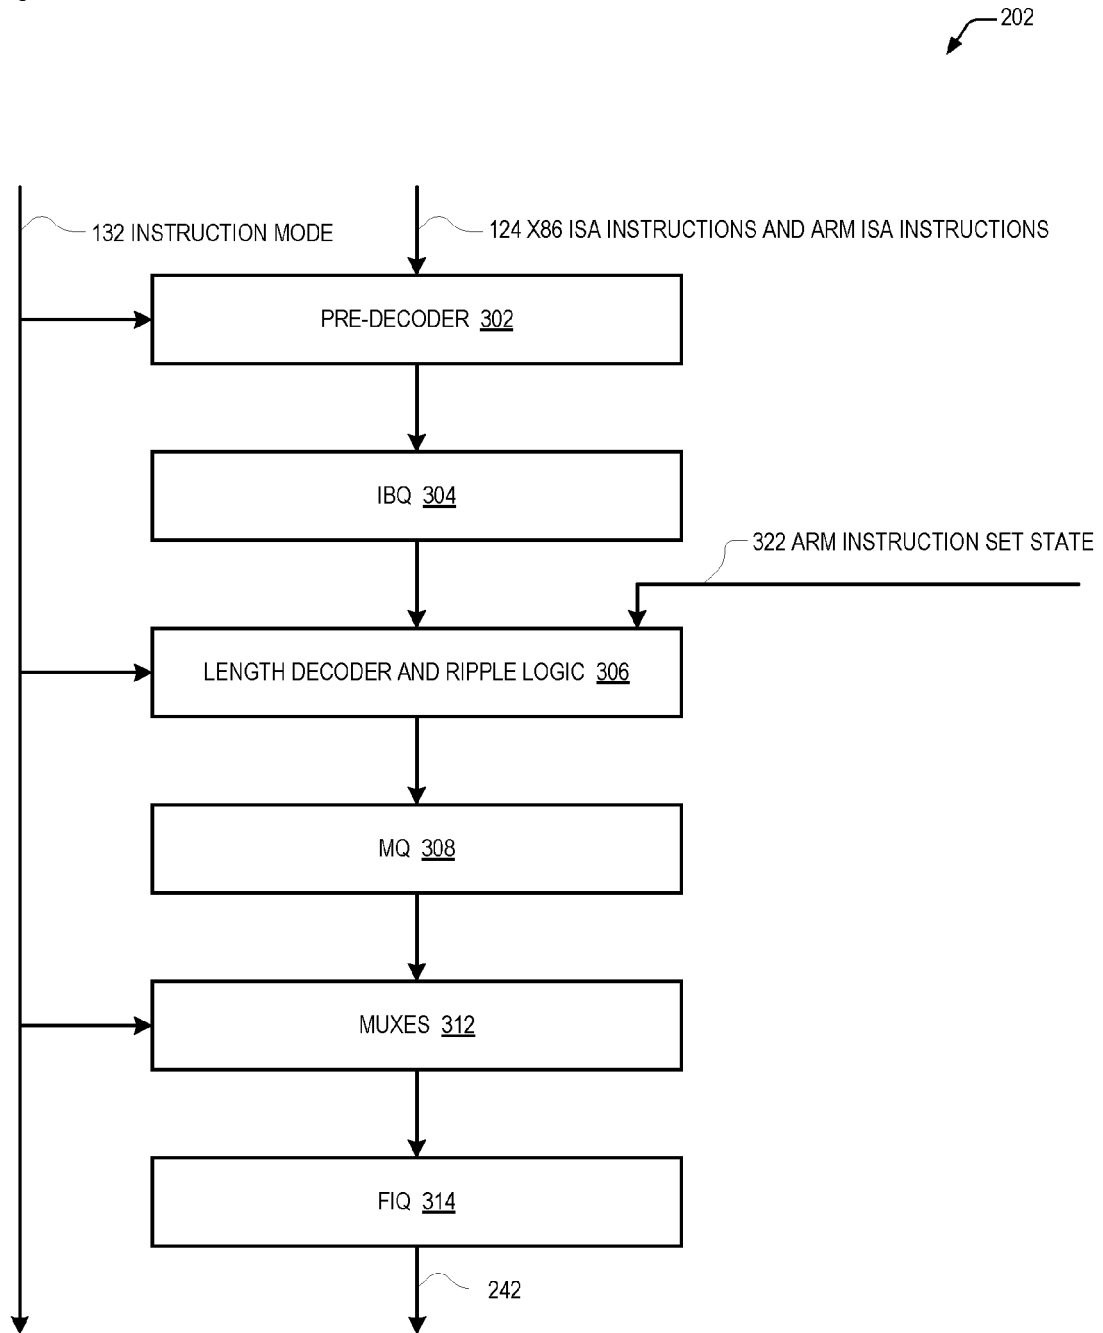 202
132 INSTRUCTION MODE
124 X86 ISA INSTRUCTIONS AND ARM ISA INSTRUCTIONS
PRE-DECODER 302
IBQ 304
322 ARM INSTRUCTION SET STATE
LENGTH DECODER AND RIPPLE LOGIC 306
MQ 308
MUXES 312
FIQ 314
242